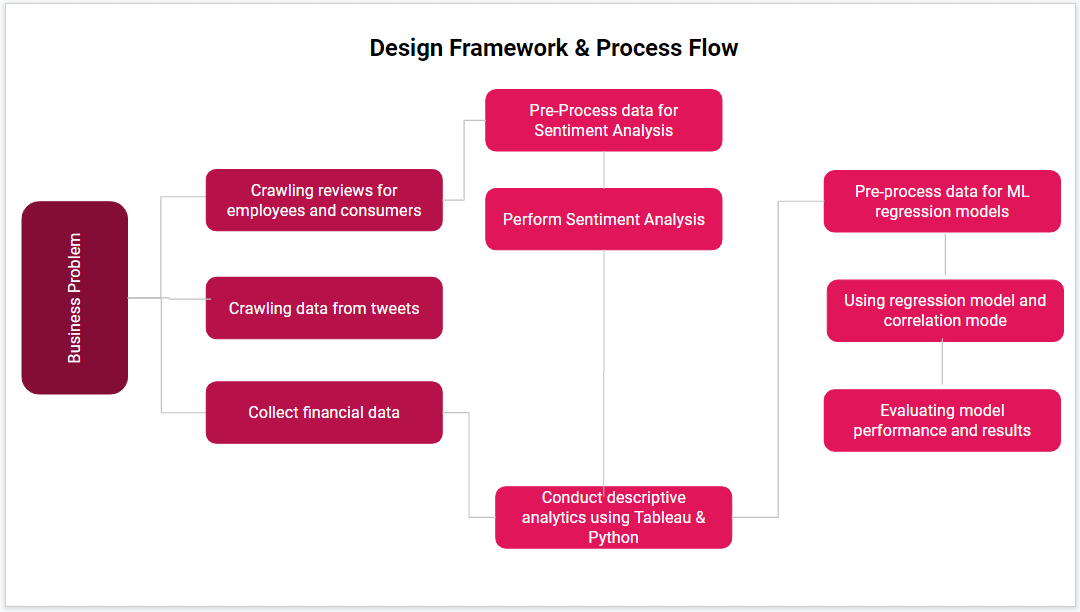 Design Framework & Process Flow
Business Problem
Crawling reviews for
employees and consumers
Crawling data from tweets
Collect financial data
Pre-Process data for
Sentiment Analysis
Perform Sentiment Analysis
Conduct descriptive
analytics using Tableau &
Python
Pre-process data for ML
regression models
Using regression model and
correlation mode
Evaluating model
performance and results